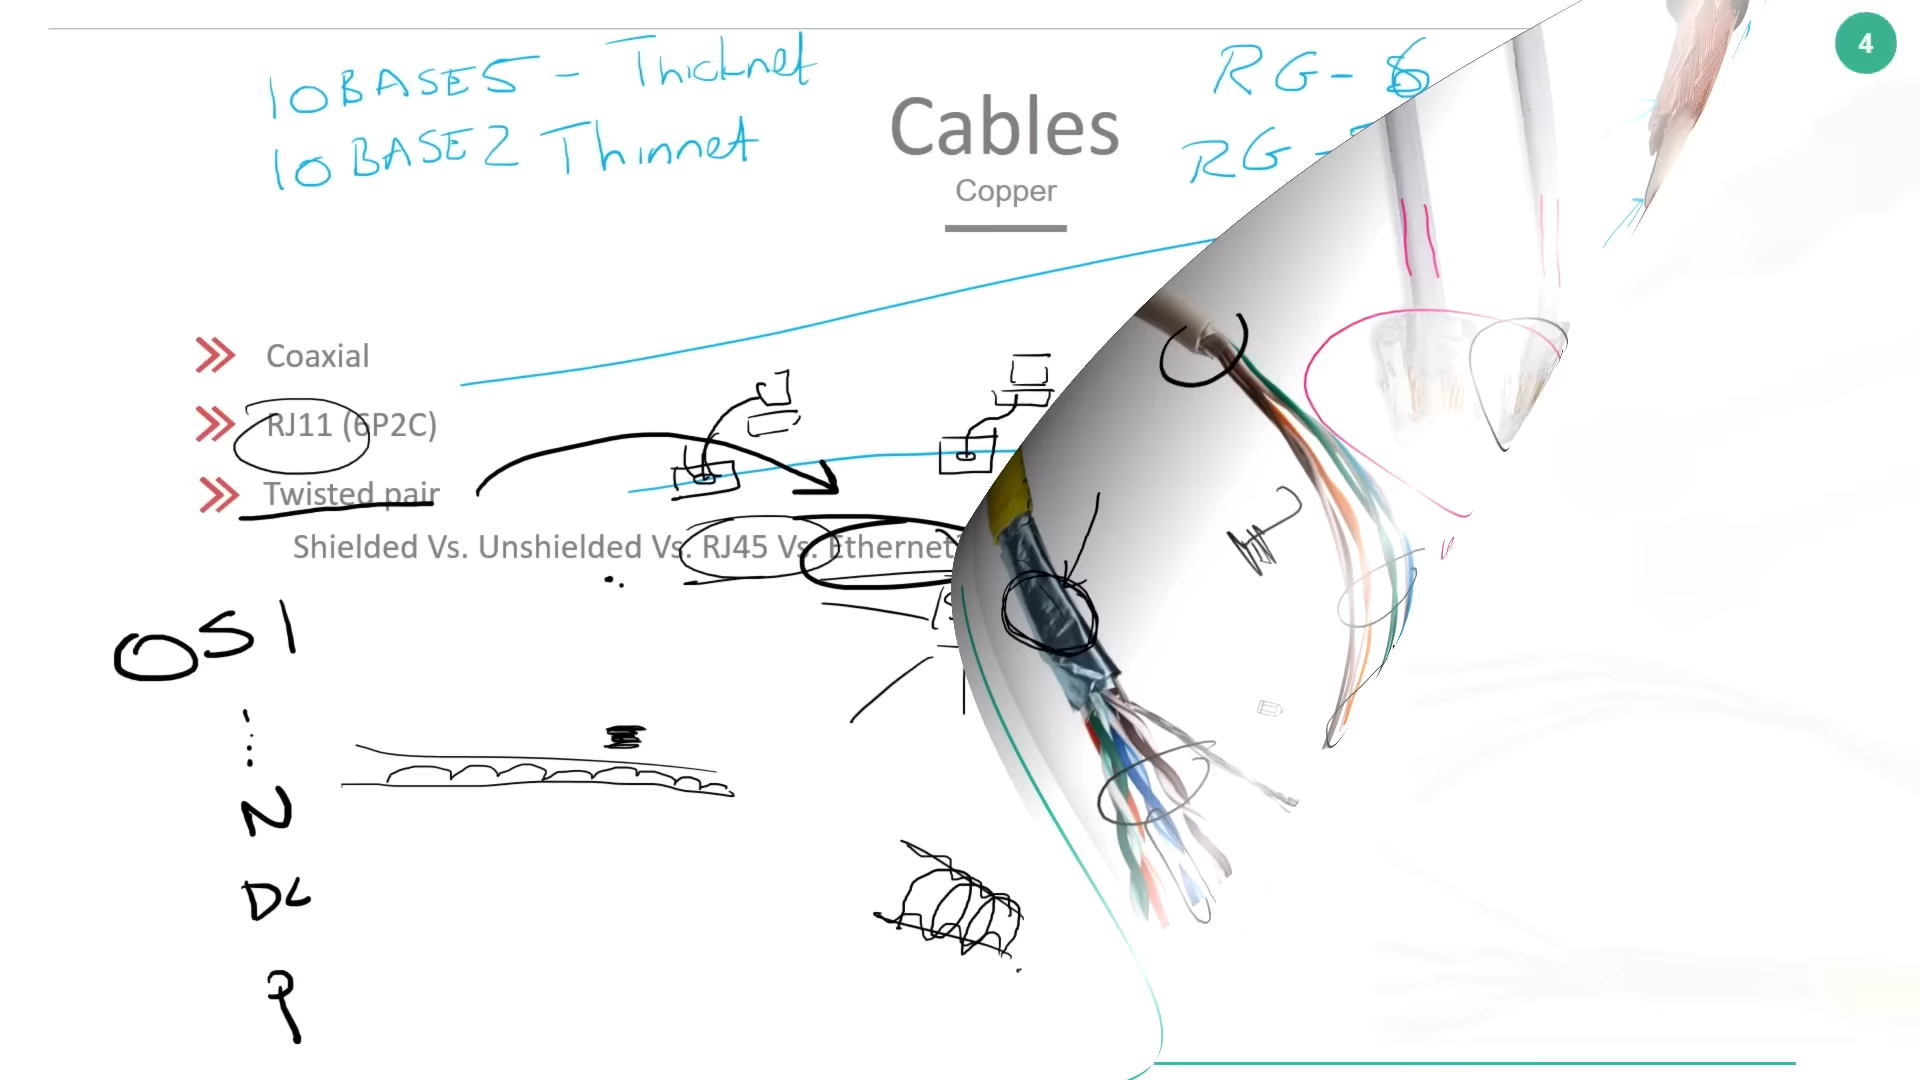 4
10BASE5 - Thicknet
RG-
10BASE2 Thinnet
RG-
Cables
Copper
Coaxial
RJ11 (6P2C)
Twisted pair
Shielded Vs. Unshielded Vs. RJ45 Vs. Ethernet
OSI
N
DL
P